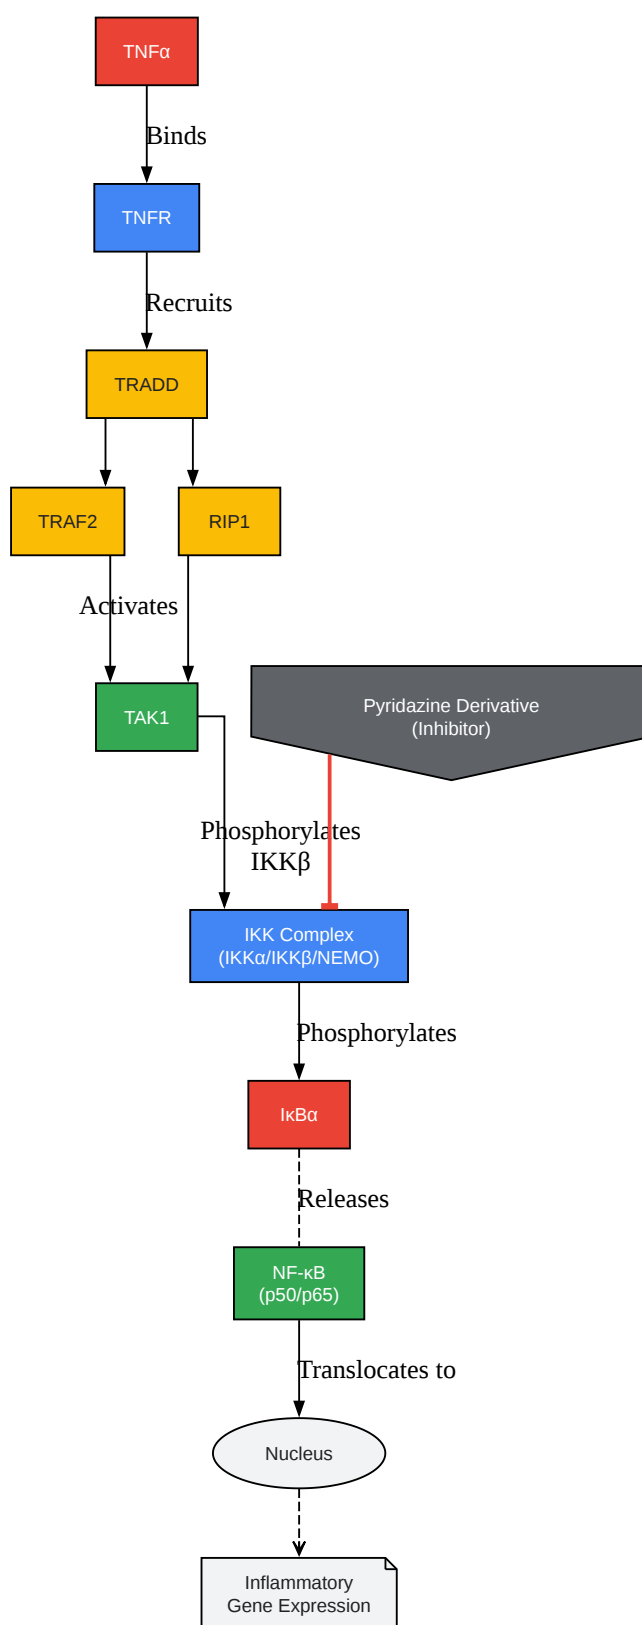 TNFα
Binds
TNFR
Recruits
TRADD
TRAF2
RIP1
Activates
TAK1
Pyridazine Derivative
(Inhibitor)
Phosphorylates
IKKβ
IKK Complex
(IKKα/IKKβ/NEMO)
Phosphorylates
IκBα
Releases
NF-κB
(p50/p65)
Translocates to
Nucleus
Inflammatory
Gene Expression